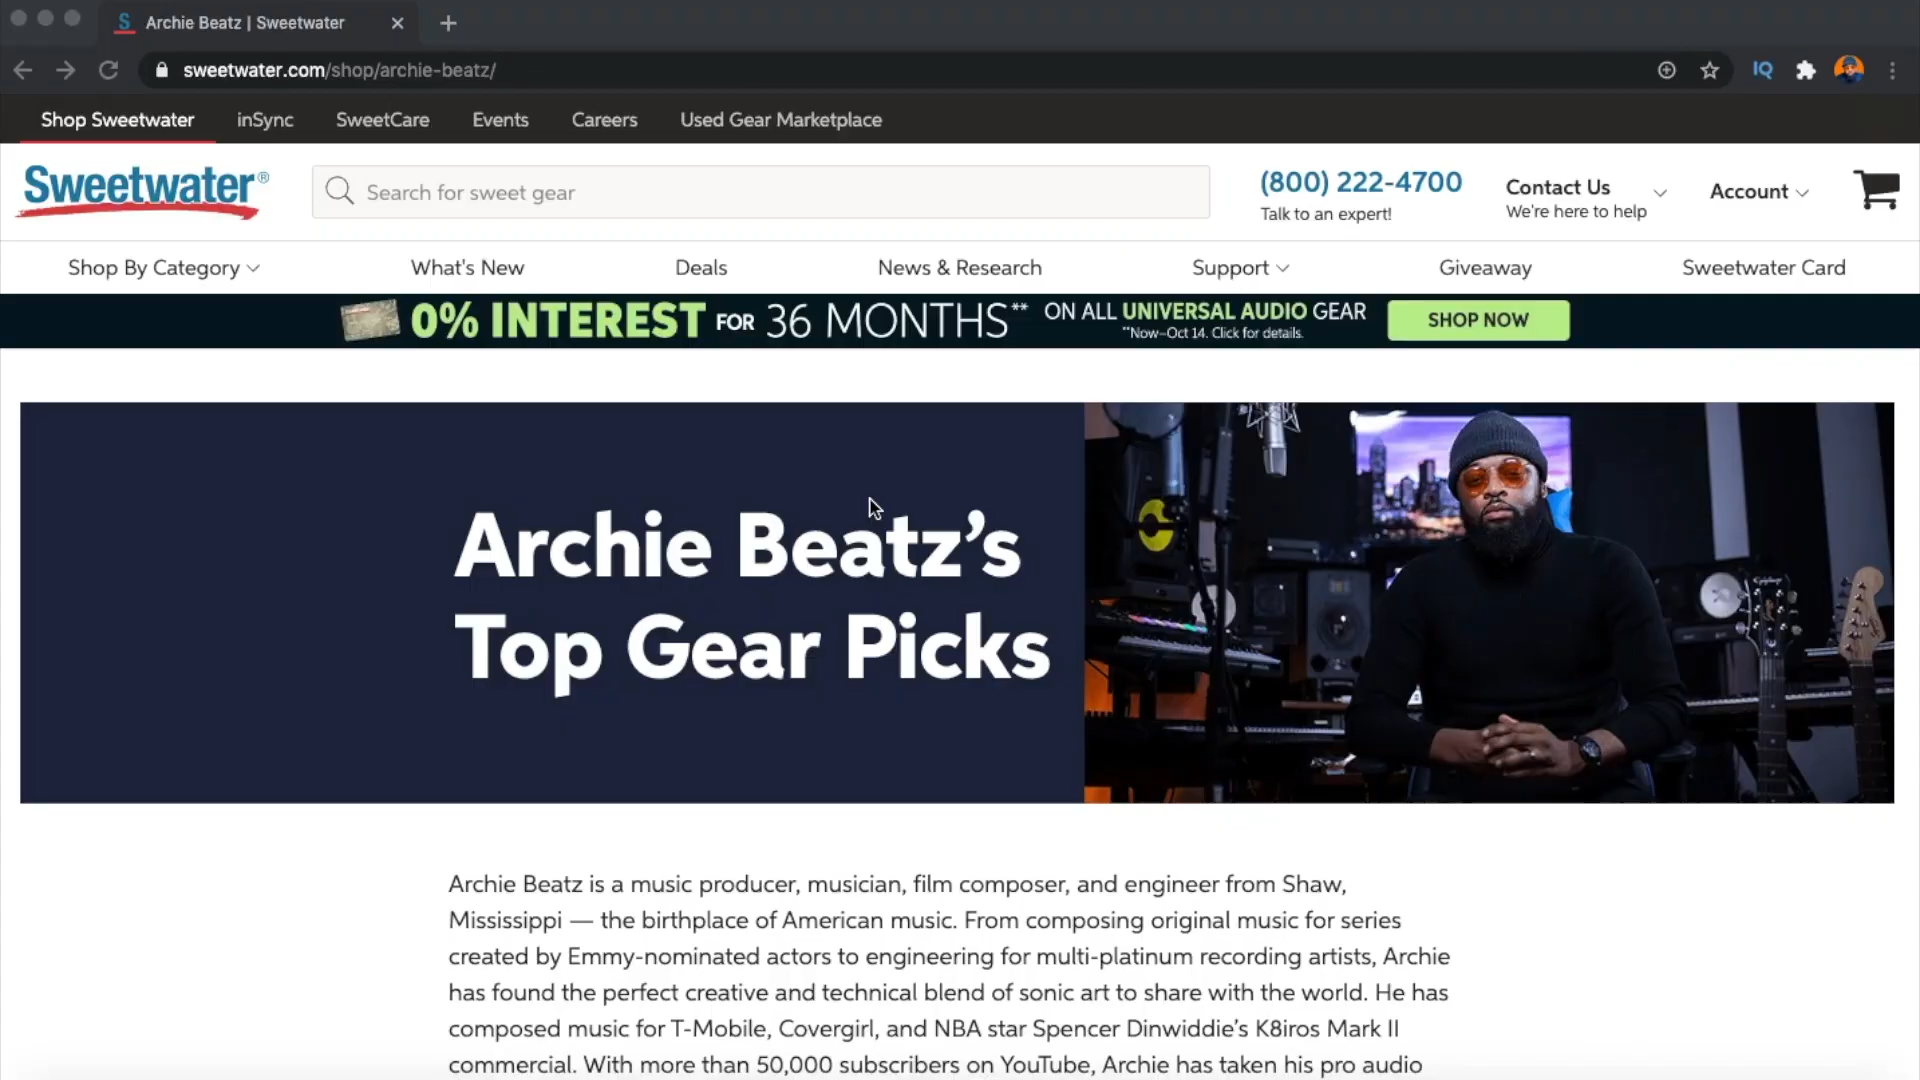 Archie Beatz | Sweetwater
sweetwater.com/shop/archie-beatz/
IQ
Shop Sweetwater inSync SweetCare Events Careers Used Gear Marketplace
Sweetwater®
Search for sweet gear
(800) 222-4700
Talk to an expert!
Contact Us
We're here to help
Account
Shop By Category What's New Deals News & Research Support Giveaway Sweetwater Card
0% INTEREST FOR 36 MONTHS** ON ALL UNIVERSAL AUDIO GEAR
**Now–Oct 14. Click for details.
SHOP NOW
Archie Beatz’s
Top Gear Picks
Epiphone
Archie Beatz is a music producer, musician, film composer, and engineer from Shaw,
Mississippi — the birthplace of American music. From composing original music for series
created by Emmy-nominated actors to engineering for multi-platinum recording artists, Archie
has found the perfect creative and technical blend of sonic art to share with the world. He has
composed music for T-Mobile, Covergirl, and NBA star Spencer Dinwiddie’s K8iros Mark II
commercial. With more than 50,000 subscribers on YouTube, Archie has taken his pro audio